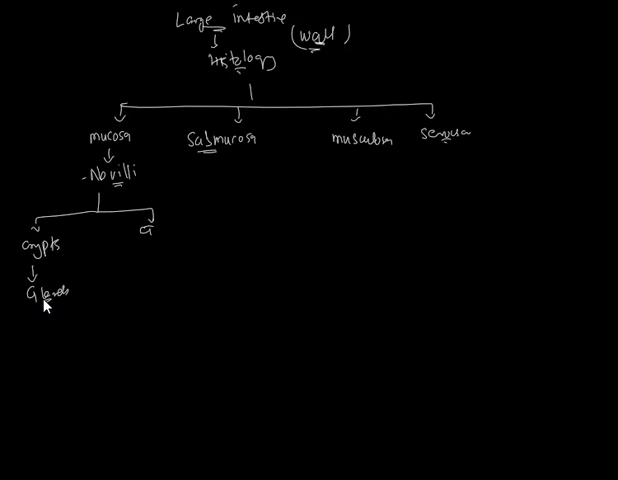 Large intestine (wall)
Histology
mucosa submucosa musculosa serosa
- No villi
crypts G
Glands